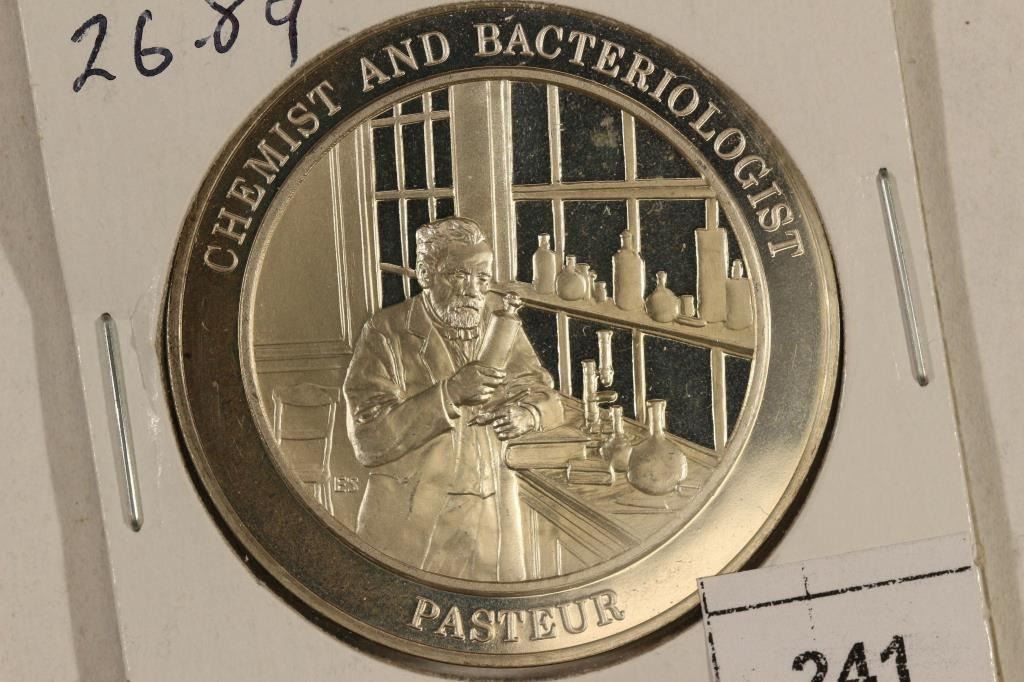 26.89
CHEMIST AND BACTERIOLOGIST
ES
PASTEUR
241